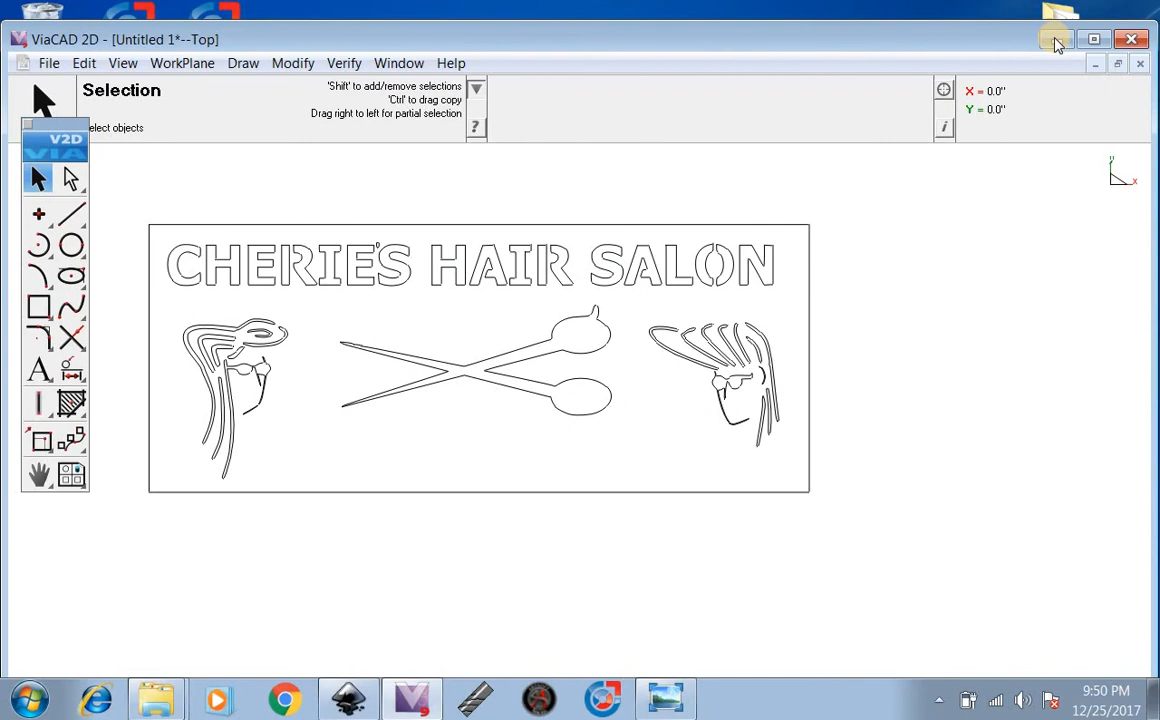 ViaCAD 2D - [Untitled 1*--Top]
File Edit View WorkPlane Draw Modify Verify Window Help
Selection
'Shift' to add/remove selections
'Ctrl' to drag copy
Drag right to left for partial selection
?
i
X = 0.0"
Y = 0.0"
elect objects
V2D
VIA
y
x
A
CHERIE'S HAIR SALON
9:50 PM
12/25/2017